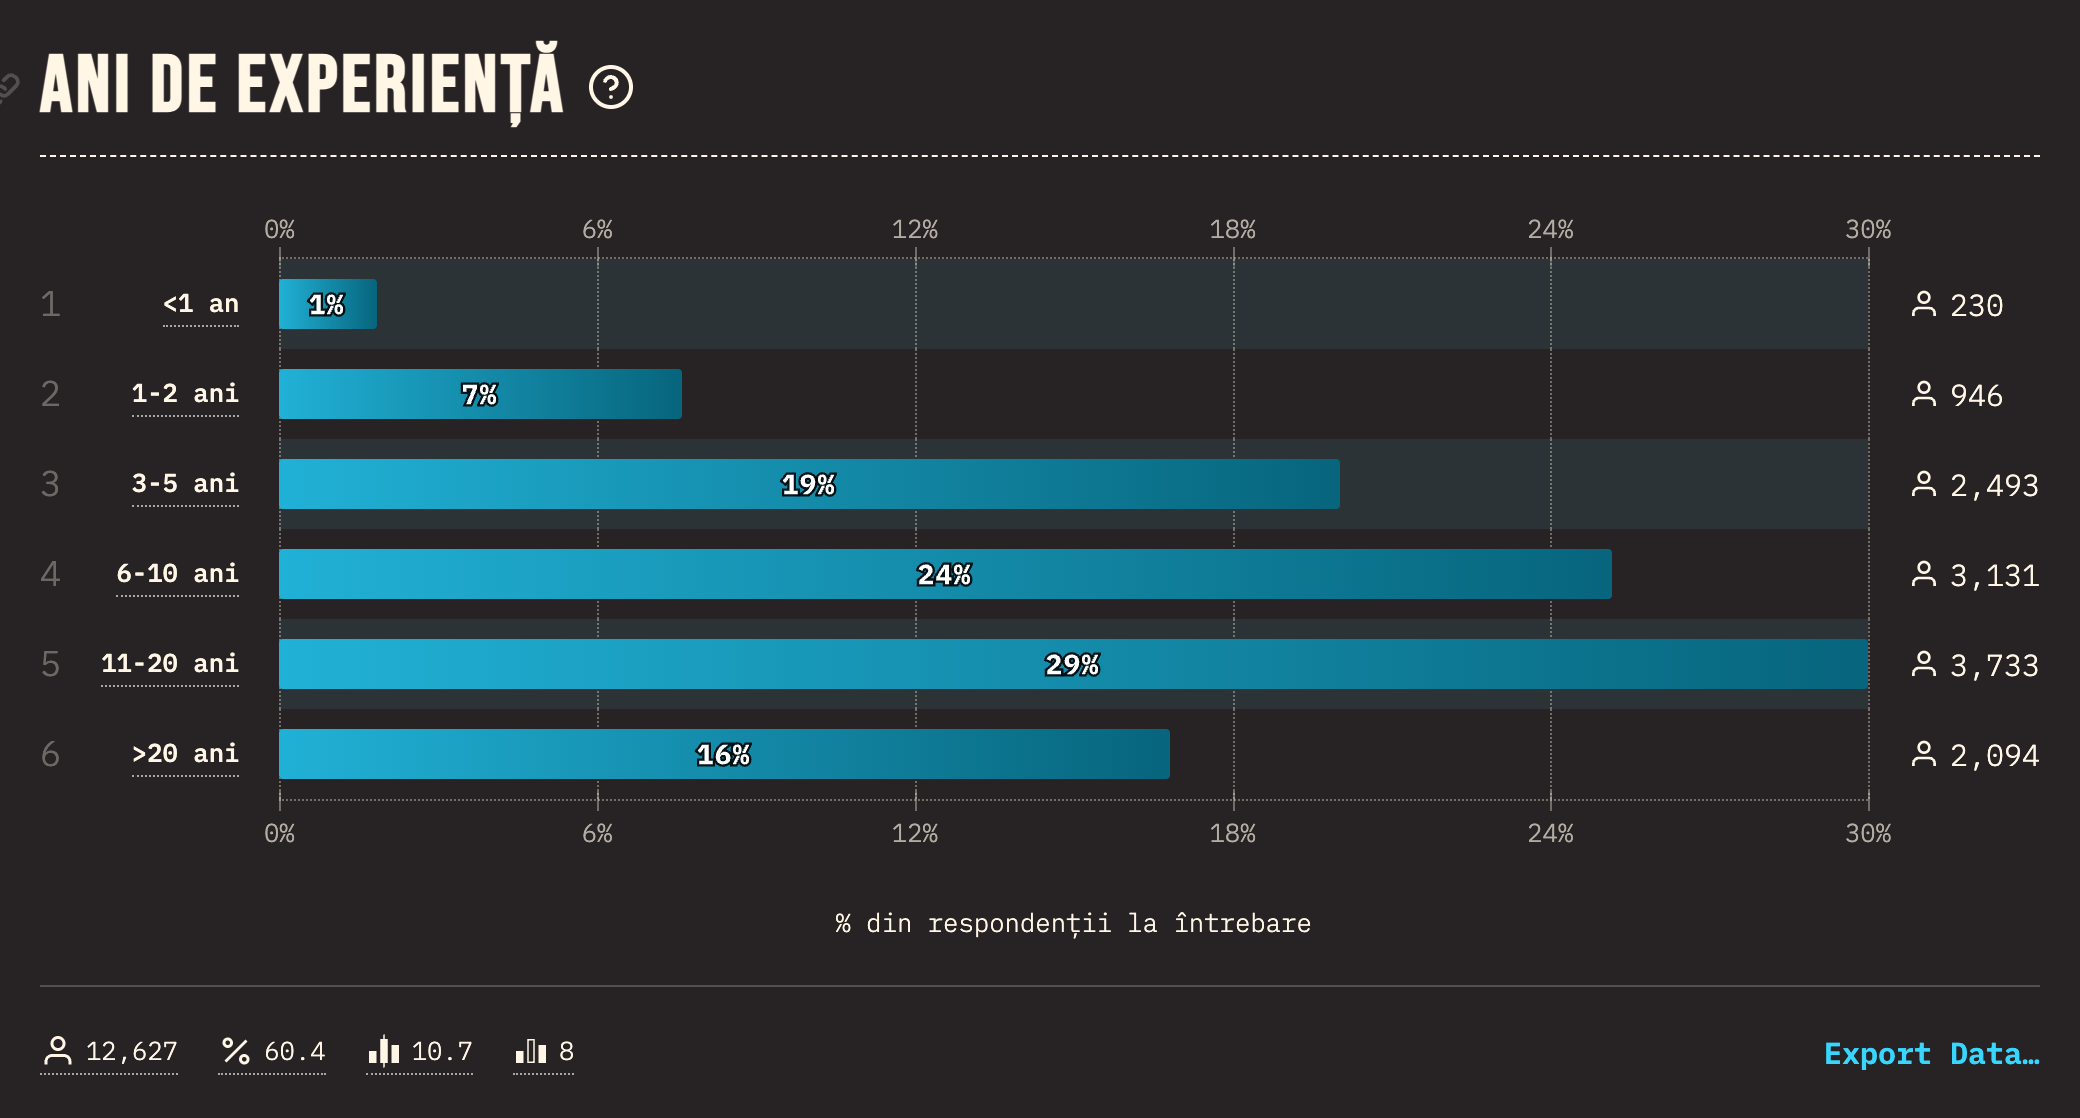 ANI DE EXPERIENȚĂ ?
0% 6% 12% 18% 24% 30%
1 <1 an 1% 230
2 1-2 ani 7% 946
3 3-5 ani 19% 2,493
4 6-10 ani 24% 3,131
5 11-20 ani 29% 3,733
6 >20 ani 16% 2,094
0% 6% 12% 18% 24% 30%
% din respondenții la întrebare
12,627 % 60.4 10.7 8 Export Data…